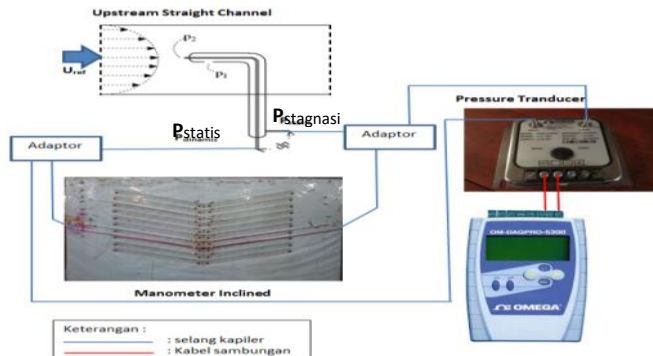 Upstream Straight Channel
P2
P1
Uref
Pstagnasi
Pressure Tranducer
Adaptor
Pstatis
Adaptor
OM-DAQPRO-5300
Ω OMEGA
Manometer Inclined
Keterangan :
: selang kapiler
: Kabel sambungan